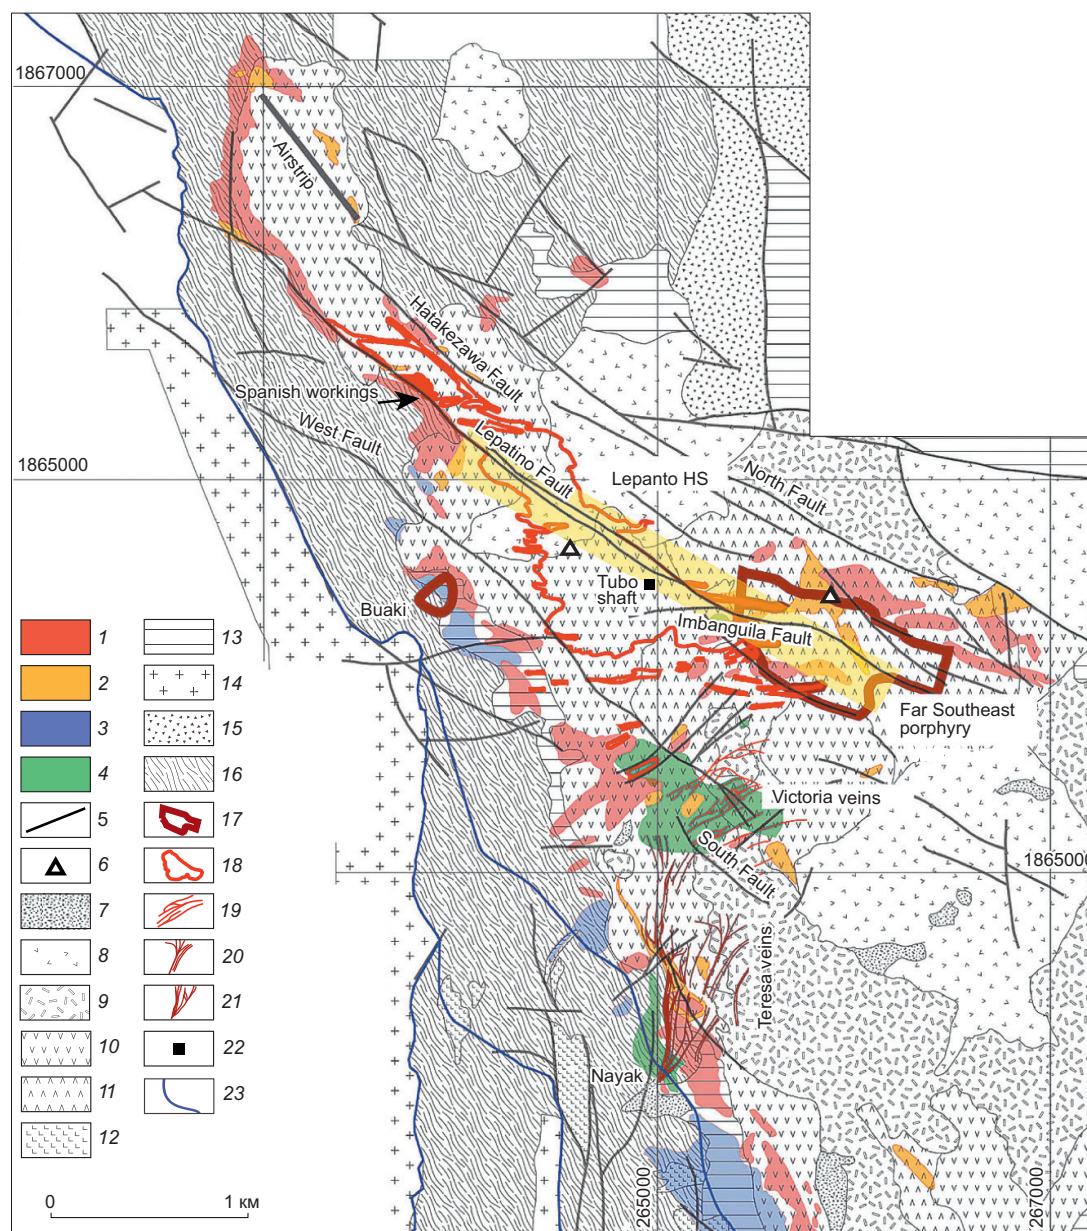 1867000
Airstrip
Hatakezawa Fault
Spanish workings
West Fault
Lepatino Fault
1865000
Lepanto HS
North Fault
Tubo
shaft
Buaki
Imbanguila Fault
Far Southeast
porphyry
Victoria veins
South Fault
1865000
Teresa veins
Nayak
265000
267000
1
2
3
4
5
6
7
8
9
10
11
12
13
14
15
16
17
18
19
20
21
22
23
0 1 км